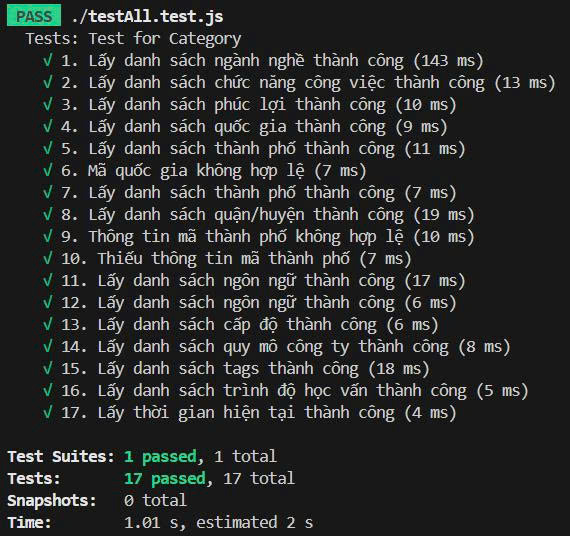 PASS ./testAll.test.js
Tests: Test for Category
√ 1. Lấy danh sách ngành nghề thành công (143 ms)
√ 2. Lấy danh sách chức năng công việc thành công (13 ms)
√ 3. Lấy danh sách phúc lợi thành công (10 ms)
√ 4. Lấy danh sách quốc gia thành công (9 ms)
√ 5. Lấy danh sách thành phố thành công (11 ms)
√ 6. Mã quốc gia không hợp lệ (7 ms)
√ 7. Lấy danh sách thành phố thành công (7 ms)
√ 8. Lấy danh sách quận/huyện thành công (19 ms)
√ 9. Thông tin mã thành phố không hợp lệ (10 ms)
√ 10. Thiếu thông tin mã thành phố (7 ms)
√ 11. Lấy danh sách ngôn ngữ thành công (17 ms)
√ 12. Lấy danh sách ngôn ngữ thành công (6 ms)
√ 13. Lấy danh sách cấp độ thành công (6 ms)
√ 14. Lấy danh sách quy mô công ty thành công (8 ms)
√ 15. Lấy danh sách tags thành công (18 ms)
√ 16. Lấy danh sách trình độ học vấn thành công (5 ms)
√ 17. Lấy thời gian hiện tại thành công (4 ms)
Test Suites: 1 passed, 1 total
Tests: 17 passed, 17 total
Snapshots: 0 total
Time: 1.01 s, estimated 2 s